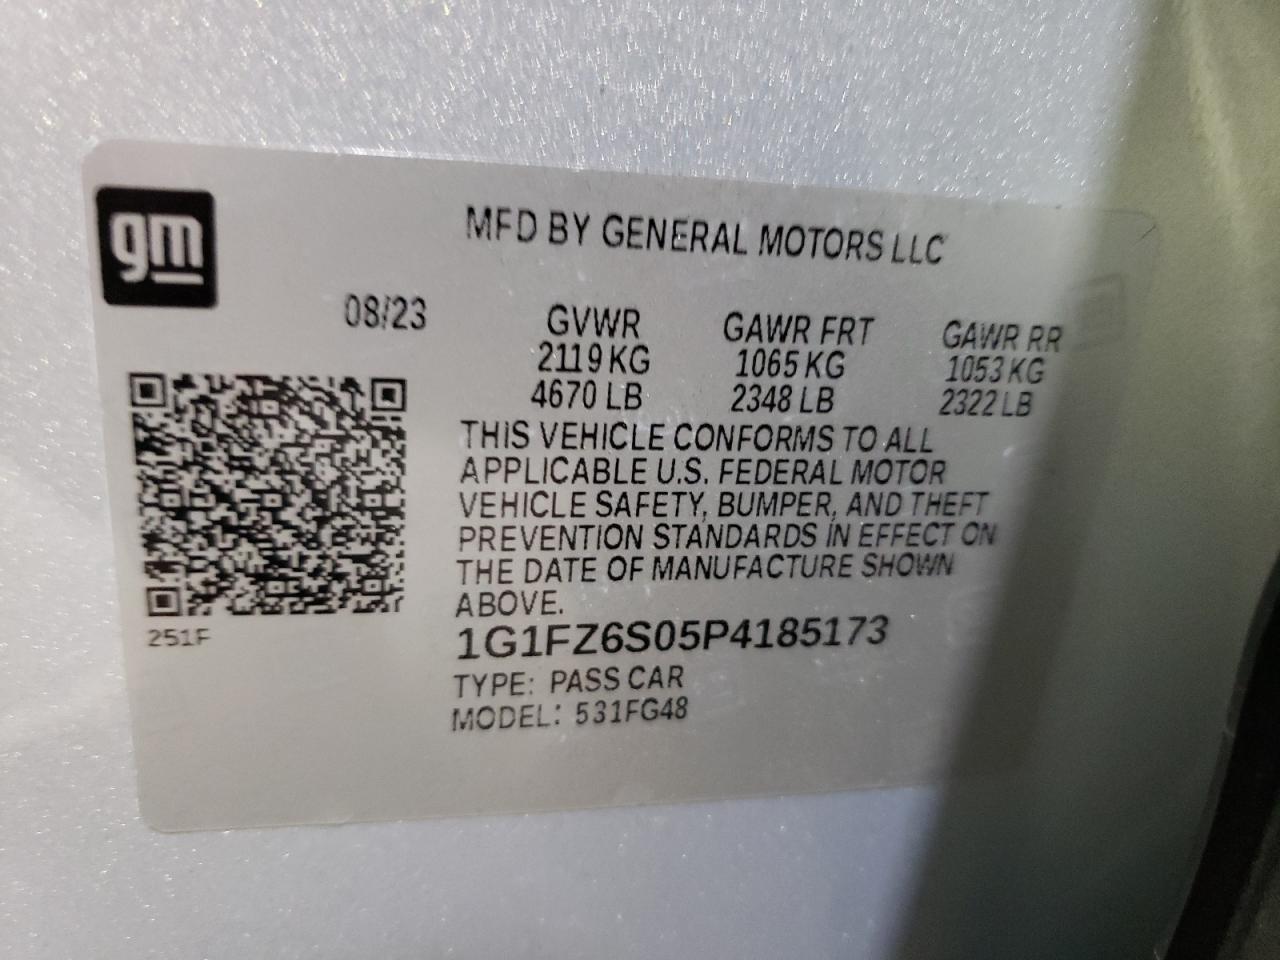 gm
MFD BY GENERAL MOTORS LLC
08/23
GVWR GAWR FRT GAWR RR
2119 KG 1065 KG 1053 KG
4670 LB 2348 LB 2322 LB
THIS VEHICLE CONFORMS TO ALL
APPLICABLE U.S. FEDERAL MOTOR
VEHICLE SAFETY, BUMPER, AND THEFT
PREVENTION STANDARDS IN EFFECT ON
THE DATE OF MANUFACTURE SHOWN
ABOVE.
251F
1G1FZ6S05P4185173
TYPE: PASS CAR
MODEL: 531FG48